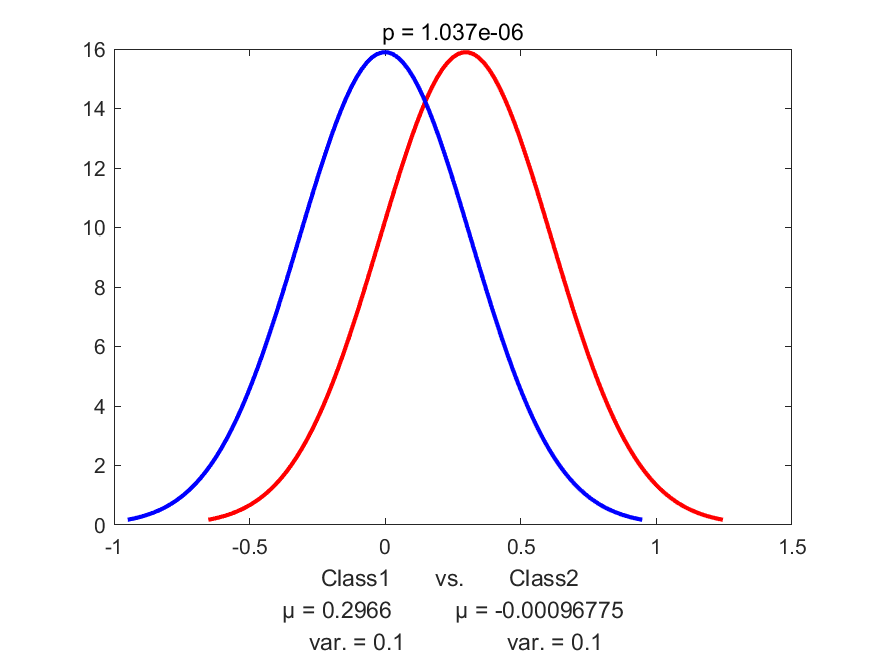 p = 1.037e-06
16
14
12
10
8
6
4
2
0
-1 -0.5 0 0.5 1 1.5
Class1 vs. Class2
μ = 0.2966 μ = -0.00096775
var. = 0.1 var. = 0.1